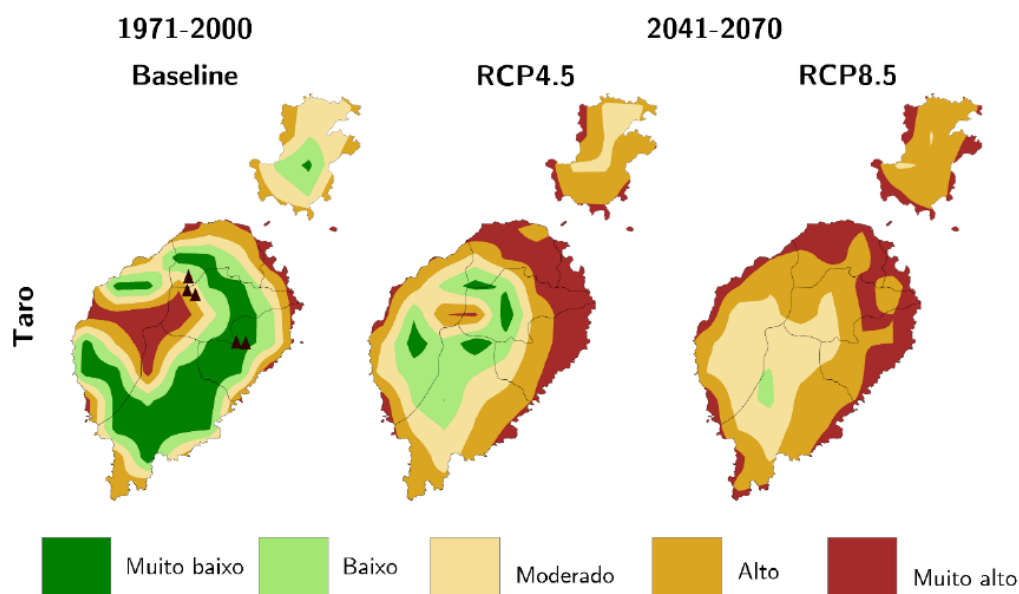 1971-2000
2041-2070
Baseline
RCP4.5
RCP8.5
Taro
Muito baixo
Baixo
Moderado
Alto
Muito alto